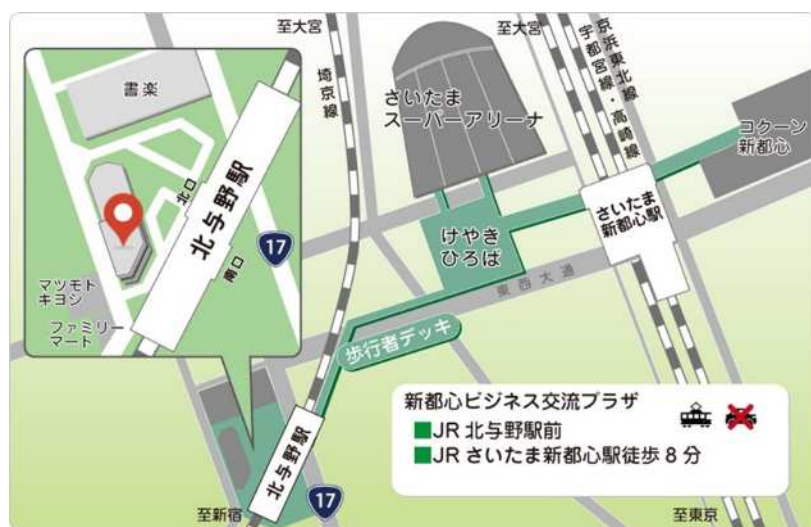 至大宮
至大宮
書楽
北口
北与野駅
南口
17
マツモト
キヨシ
ファミリー
マート
埼京線
さいたま
スーパーアリーナ
京浜東北線
宇都宮線・高崎線
コクーン
新都心
さいたま
新都心駅
けやき
ひろば
東西大通
歩行者デッキ
北与野駅
17
至新宿
新都心ビジネス交流プラザ
JR 北与野駅前
JR さいたま新都心駅徒歩8分
至東京